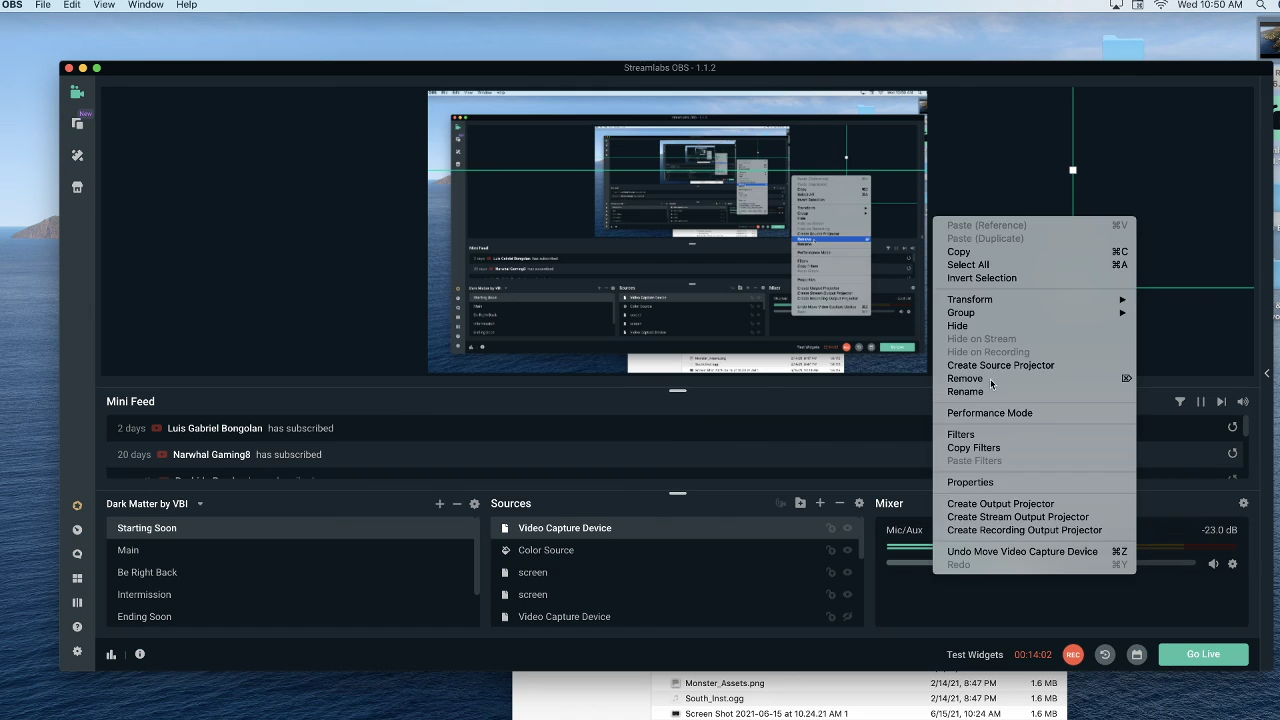 OBS File Edit View Window Help Wed 10:50 AM
Streamlabs OBS - 1.1.2
New
Paste (Reference) ⌘V
Paste (Duplicate)
Copy ⌘C
Select All ⌘A
Invert Selection
Transform
Group
Hide
Hide on Stream
Hide on Recording
Create Source Projector
Remove
Rename
Performance Mode
Filters
Copy Filters
Paste Filters
Properties
Create Output Projector
Create Stream Output Projector
Create Recording Output Projector
Undo Move Video Capture Device ⌘Z
Redo ⌘Y
Mini Feed
2 days Luis Gabriel Bongolan has subscribed
20 days Narwhal Gaming8 has subscribed
Dark Matter by VBI
Starting Soon
Main
Be Right Back
Intermission
Ending Soon
Sources
Video Capture Device
Color Source
screen
screen
Video Capture Device
Mixer
Mic/Aux -23.0 dB
Test Widgets 00:14:02 REC Go Live
Monster_Assets.png 2/14/21, 8:47 PM 1.6 MB
South_Inst.ogg 2/14/21, 8:47 PM 1.6 MB
Screen Shot 2021-06-15 at 10.24.21 AM 1 6/15/21, 10:24 AM 1.6 MB